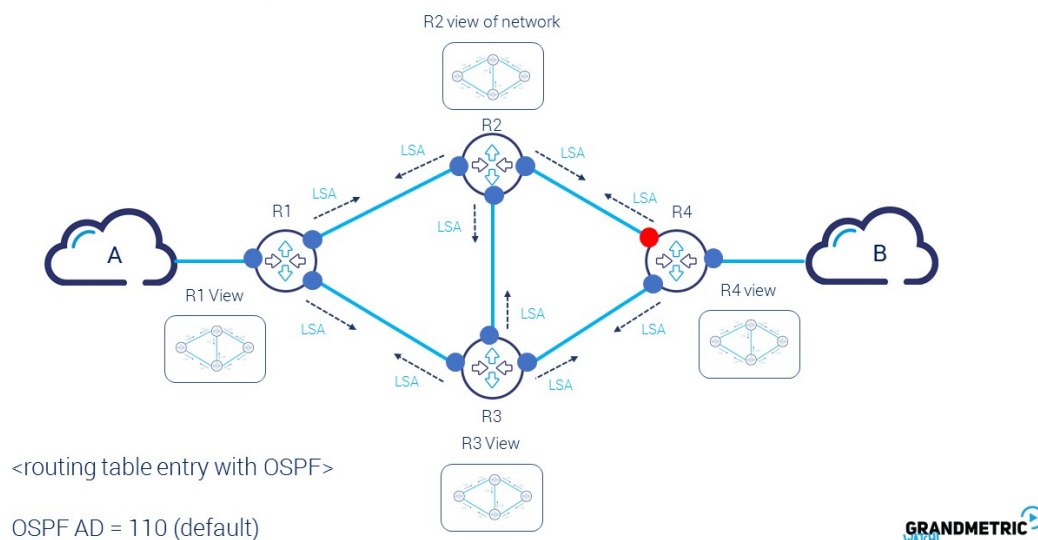 R2 view of network
R2
LSA
LSA
LSA
LSA
R1
LSA
R4
A
B
R1 View
R4 view
LSA
LSA
LSA
LSA
LSA
LSA
R3
R3 View
<routing table entry with OSPF>
OSPF AD = 110 (default)
GRANDMETRIC